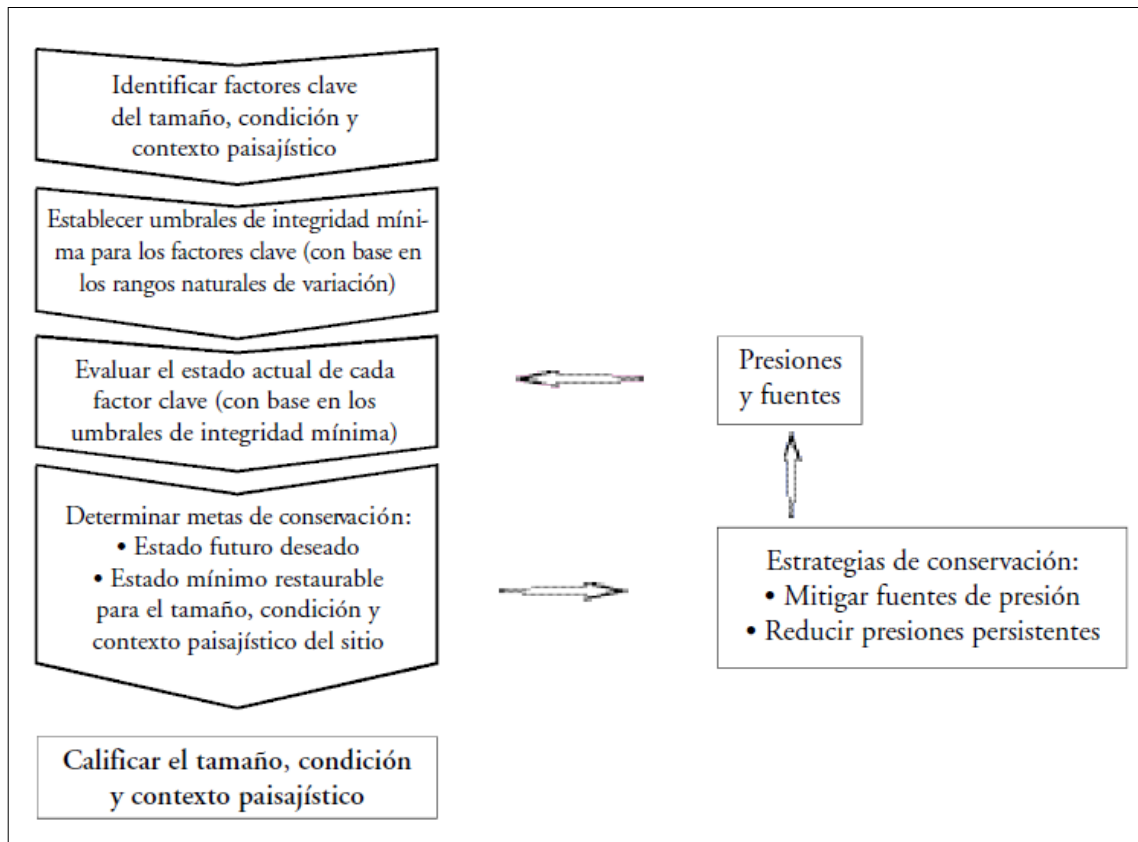 Identificar factores clave
del tamaño, condición y
contexto paisajístico
Establecer umbrales de integridad míni-
ma para los factores clave (con base en
los rangos naturales de variación)
Evaluar el estado actual de cada
factor clave (con base en los
umbrales de integridad mínima)
Determinar metas de conservación:
• Estado futuro deseado
• Estado mínimo restaurable
para el tamaño, condición y
contexto paisajístico del sitio
Calificar el tamaño, condición
y contexto paisajístico
Presiones
y fuentes
Estrategias de conservación:
• Mitigar fuentes de presión
• Reducir presiones persistentes